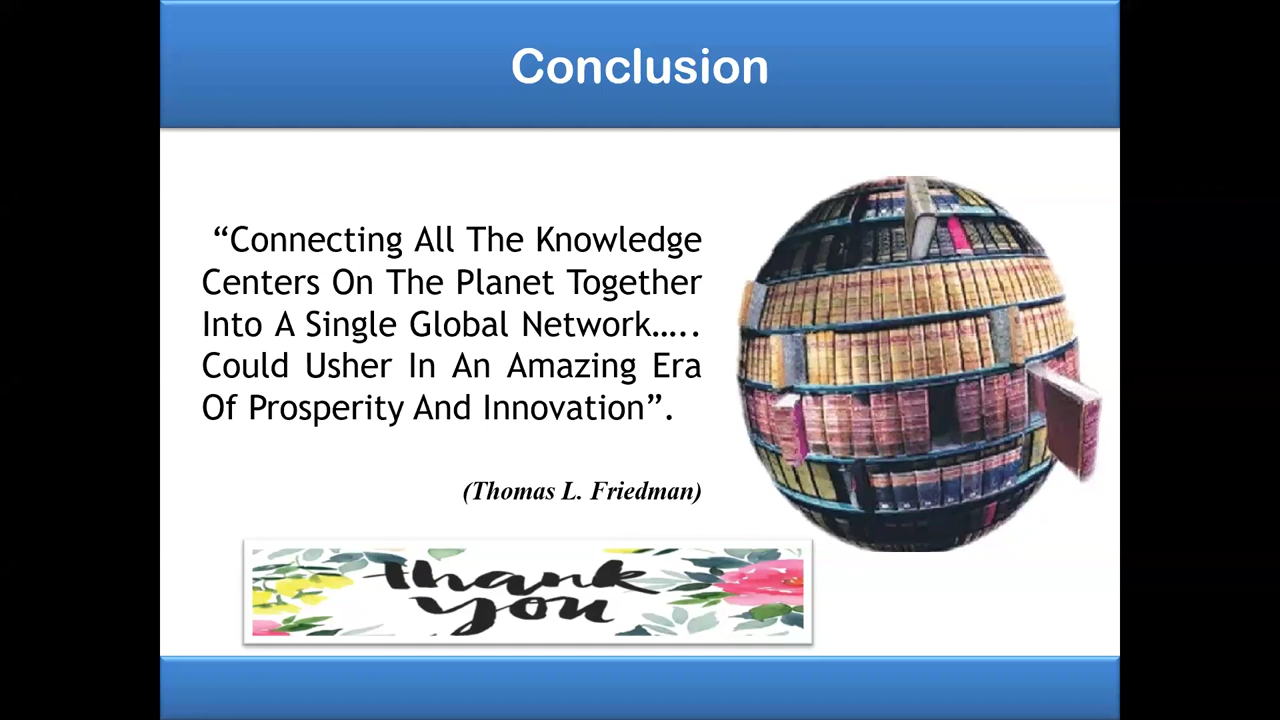 Conclusion
“Connecting All The Knowledge
Centers On The Planet Together
Into A Single Global Network.....
Could Usher In An Amazing Era
Of Prosperity And Innovation”.
(Thomas L. Friedman)
thank
you